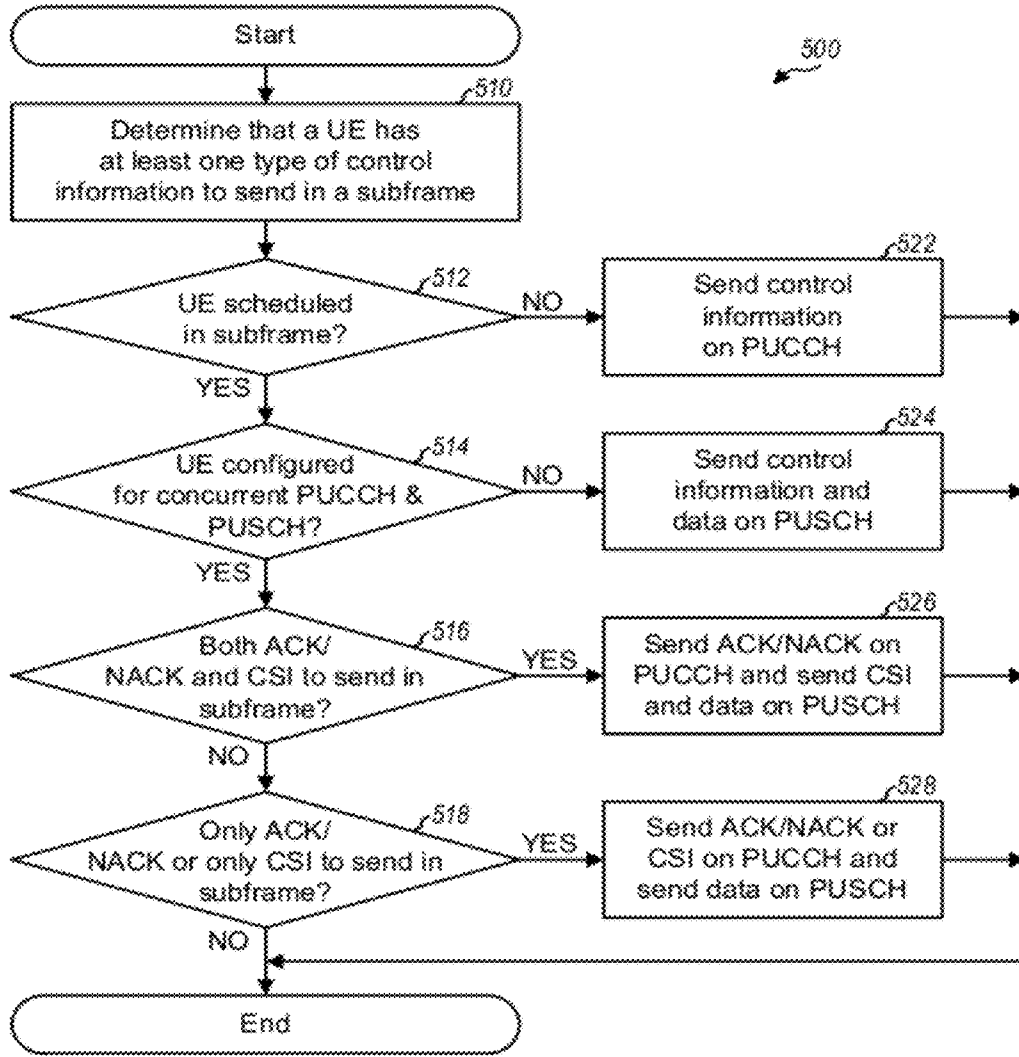 Start
500
510
Determine that a UE has
at least one type of control
information to send in a subframe
512
UE scheduled
in subframe?
NO
YES
522
Send control
information
on PUCCH
514
UE configured
for concurrent PUCCH &
PUSCH?
NO
YES
524
Send control
information and
data on PUSCH
516
Both ACK/
NACK and CSI to send in
subframe?
YES
NO
526
Send ACK/NACK on
PUCCH and send CSI
and data on PUSCH
518
Only ACK/
NACK or only CSI to send in
subframe?
YES
NO
528
Send ACK/NACK or
CSI on PUCCH and
send data on PUSCH
End